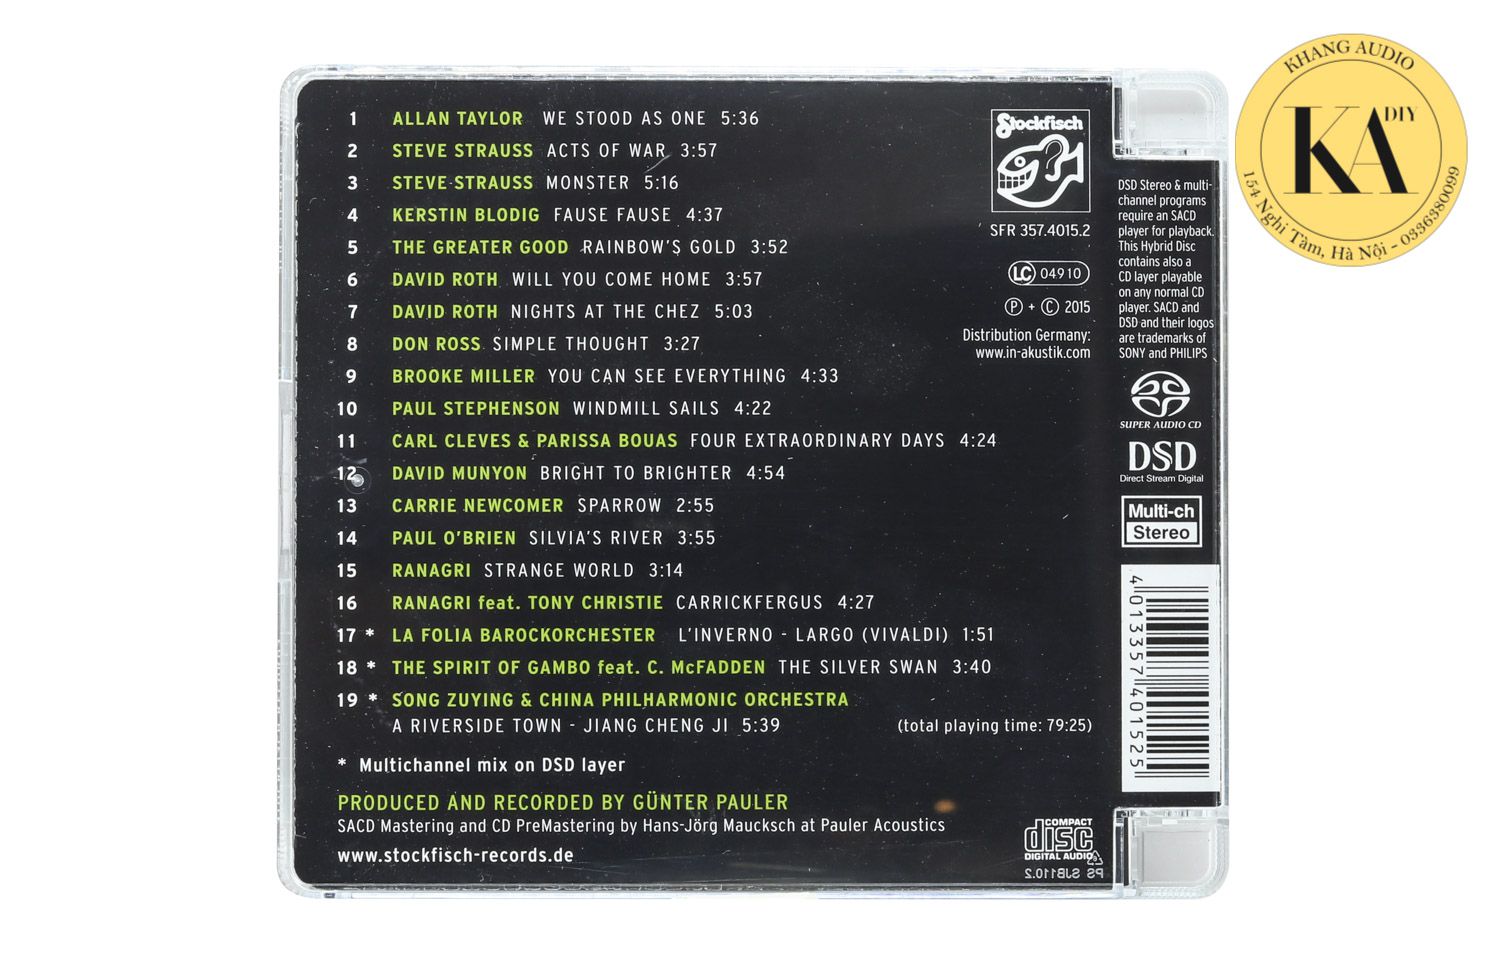 1 ALLAN TAYLOR WE STOOD AS ONE 5:36
2 STEVE STRAUSS ACTS OF WAR 3:57
3 STEVE STRAUSS MONSTER 5:16
4 KERSTIN BLODIG FAUSE FAUSE 4:37
5 THE GREATER GOOD RAINBOW'S GOLD 3:52
6 DAVID ROTH WILL YOU COME HOME 3:57
7 DAVID ROTH NIGHTS AT THE CHEZ 5:03
8 DON ROSS SIMPLE THOUGHT 3:27
9 BROOKE MILLER YOU CAN SEE EVERYTHING 4:33
10 PAUL STEPHENSON WINDMILL SAILS 4:22
11 CARL CLEVES & PARISSA BOUAS FOUR EXTRAORDINARY DAYS 4:24
12 DAVID MUNYON BRIGHT TO BRIGHTER 4:54
13 CARRIE NEWCOMER SPARROW 2:55
14 PAUL O'BRIEN SILVIA'S RIVER 3:55
15 RANAGRI STRANGE WORLD 3:14
16 RANAGRI feat. TONY CHRISTIE CARRICKFERGUS 4:27
17 * LA FOLIA BAROCKORCHESTER L'INVERNO - LARGO (VIVALDI) 1:51
18 * THE SPIRIT OF GAMBO feat. C. McFADDEN THE SILVER SWAN 3:40
19 * SONG ZUYING & CHINA PHILHARMONIC ORCHESTRA
A RIVERSIDE TOWN - JIANG CHENG JI 5:39 (total playing time: 79:25)
* Multichannel mix on DSD layer
PRODUCED AND RECORDED BY GÜNTER PAULER
SACD Mastering and CD PreMastering by Hans-Jörg Maucksch at Pauler Acoustics
www.stockfisch-records.de
Stockfisch
SFR 357.4015.2
LC 04910
Ⓟ + © 2015
Distribution Germany:
www.in-akustik.com
COMPACT
disc
DIGITAL AUDIO
PS SJB110.2
DSD Stereo & multi-
channel programs
require an SACD
player for playback.
This Hybrid Disc
contains also a
CD layer playable
on any normal CD
player. SACD and
DSD and their logos
are trademarks of
SONY and PHILIPS
SUPER AUDIO CD
DSD
Direct Stream Digital
Multi-ch
Stereo
4 013357 401525
KHANG AUDIO
KA DIY
154 Nghi Tàm, Hà Nội - 0336380099